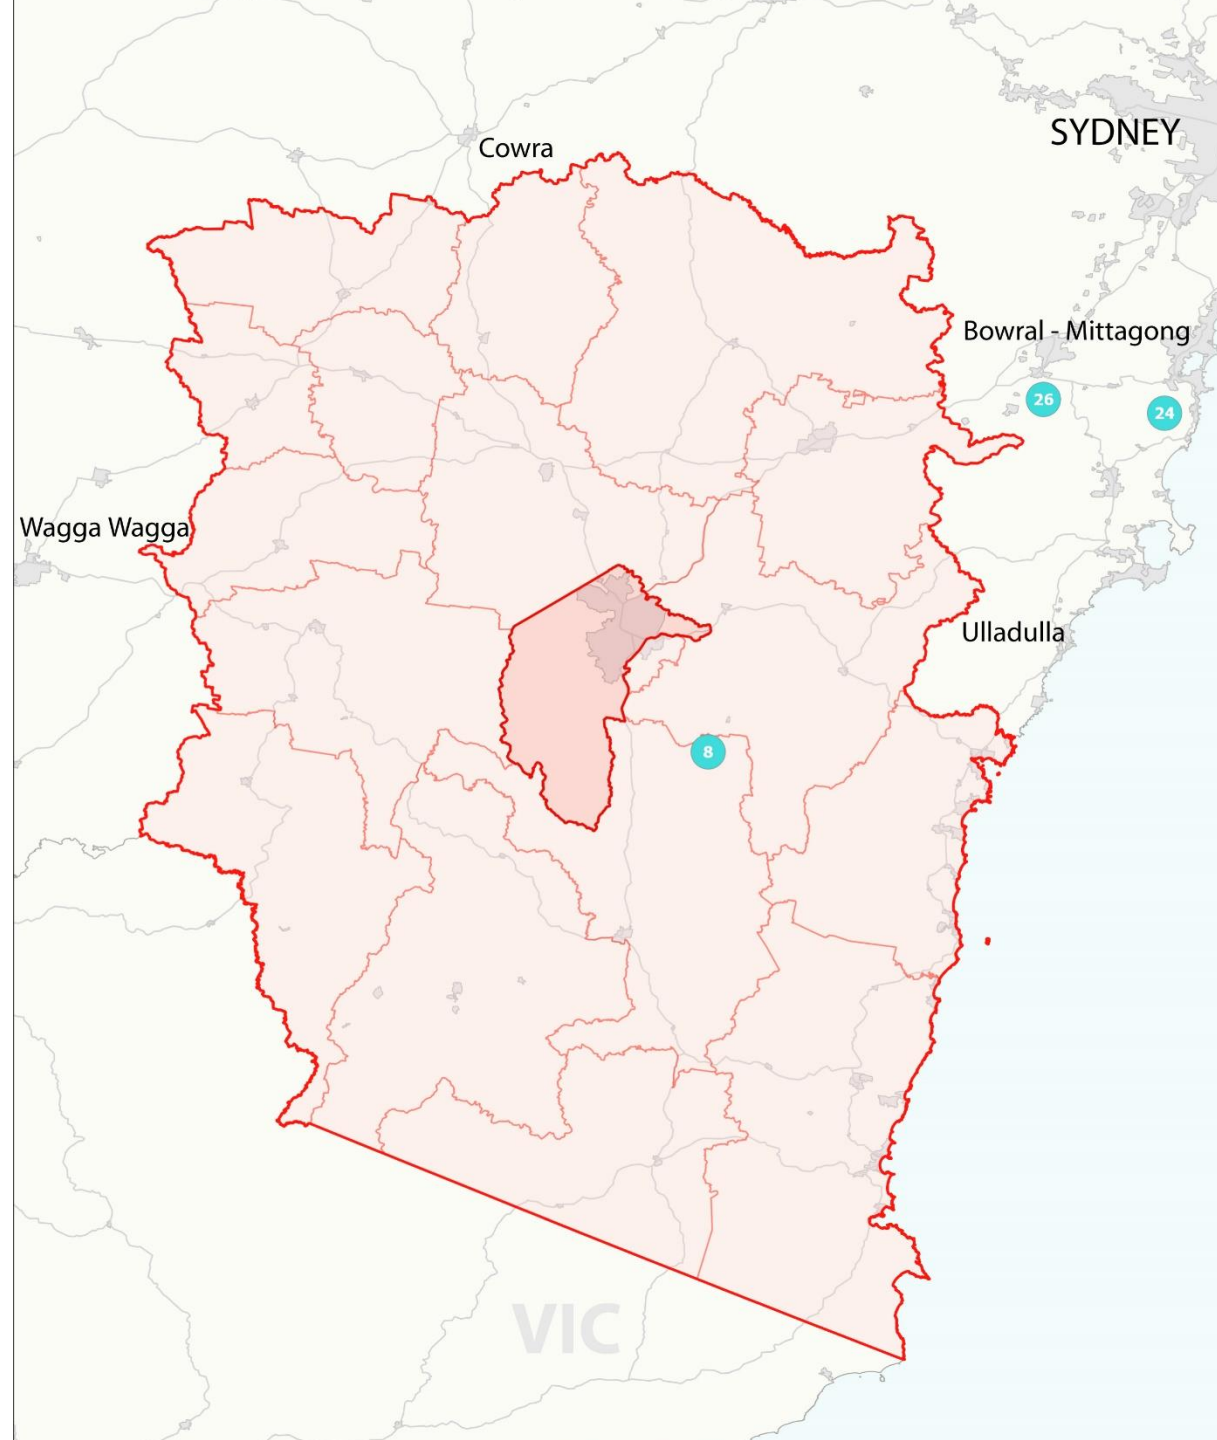 SYDNEY
Cowra
Bowral - Mittagong
26
24
Wagga Wagga
Ulladulla
8
VIC